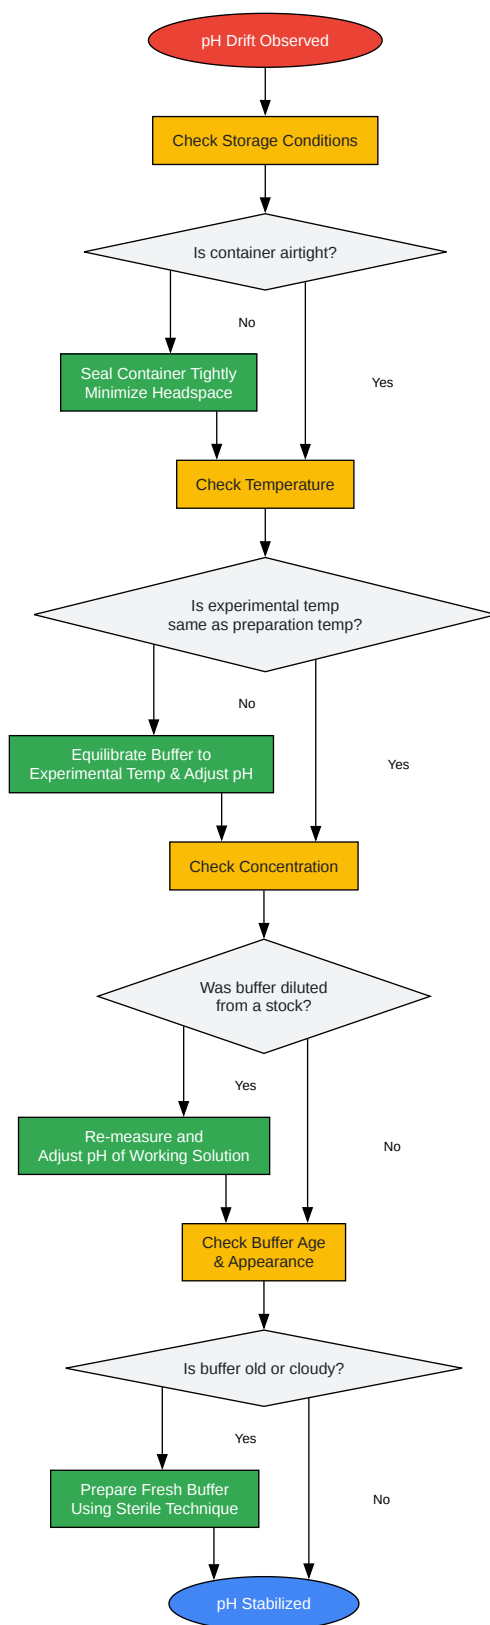 pH Drift Observed
Check Storage Conditions
Is container airtight?
No
Seal Container Tightly
Minimize Headspace
Yes
Check Temperature
Is experimental temp
same as preparation temp?
No
Equilibrate Buffer to
Experimental Temp & Adjust pH
Yes
Check Concentration
Was buffer diluted
from a stock?
Yes
Re-measure and
Adjust pH of Working Solution
No
Check Buffer Age
& Appearance
Is buffer old or cloudy?
Yes
Prepare Fresh Buffer
Using Sterile Technique
No
pH Stabilized